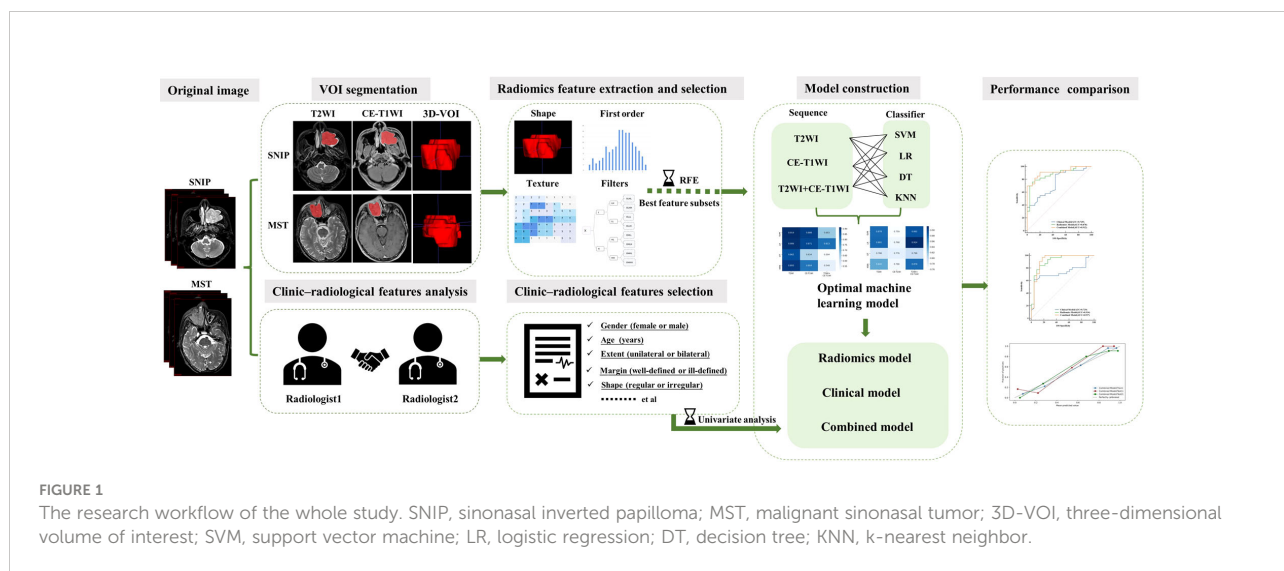 Original image
SNIP
MST
VOI segmentation
T2WI CE-T1WI 3D-VOI
SNIP
MST
Clinic–radiological features analysis
Radiologist1 Radiologist2
Radiomics feature extraction and selection
Shape First order
Texture Filters
RFE
Best feature subsets
Clinic–radiological features selection
✓ Gender (female or male)
✓ Age (years)
✓ Extent (unilateral or bilateral)
✓ Margin (well-defined or ill-defined)
✓ Shape (regular or irregular)
et al
Univariate analysis
Model construction
Sequence Classifier
T2WI
CE-T1WI
T2WI+CE-T1WI
SVM
LR
DT
KNN
Optimal machine
learning model
Radiomics model
Clinical model
Combined model
Performance comparison
FIGURE 1
The research workflow of the whole study. SNIP, sinonasal inverted papilloma; MST, malignant sinonasal tumor; 3D-VOI, three-dimensional
volume of interest; SVM, support vector machine; LR, logistic regression; DT, decision tree; KNN, k-nearest neighbor.